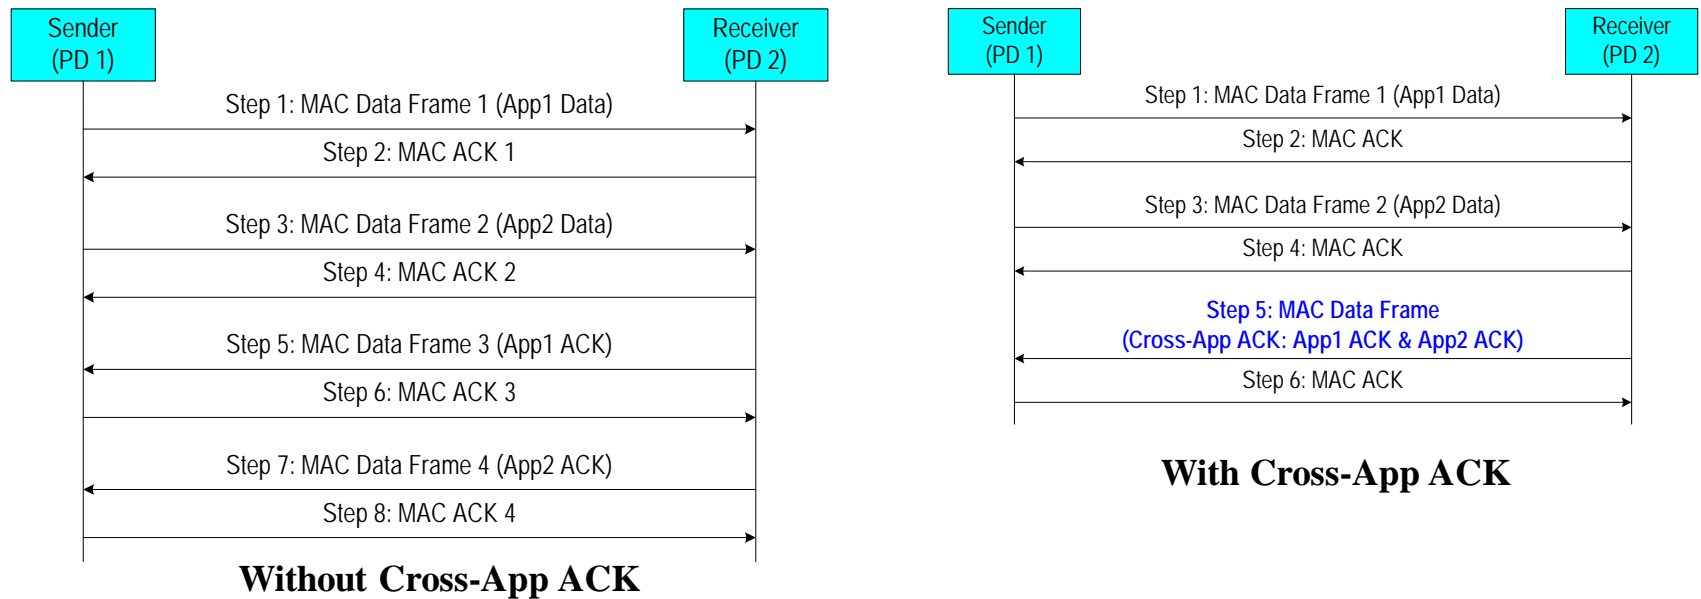 Sender
(PD 1)
Receiver
(PD 2)
Step 1: MAC Data Frame 1 (App1 Data)
Step 2: MAC ACK 1
Step 3: MAC Data Frame 2 (App2 Data)
Step 4: MAC ACK 2
Step 5: MAC Data Frame 3 (App1 ACK)
Step 6: MAC ACK 3
Step 7: MAC Data Frame 4 (App2 ACK)
Step 8: MAC ACK 4
Without Cross-App ACK
Sender
(PD 1)
Receiver
(PD 2)
Step 1: MAC Data Frame 1 (App1 Data)
Step 2: MAC ACK
Step 3: MAC Data Frame 2 (App2 Data)
Step 4: MAC ACK
Step 5: MAC Data Frame
(Cross-App ACK: App1 ACK & App2 ACK)
Step 6: MAC ACK
With Cross-App ACK